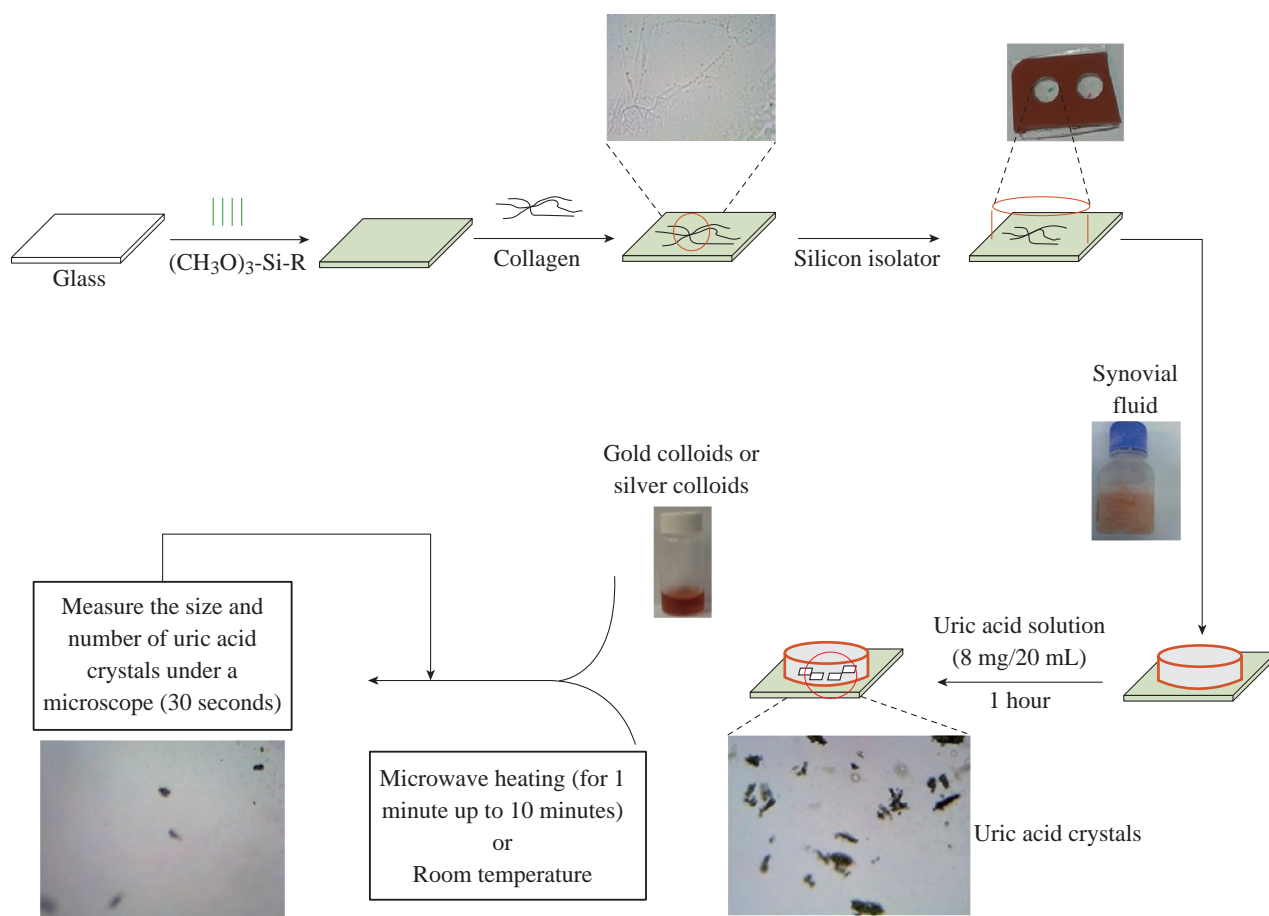 Glass
(CH₃O)₃-Si-R
Collagen
Silicon isolator
Synovial
fluid
Uric acid solution
(8 mg/20 mL)
1 hour
Uric acid crystals
Gold colloids or
silver colloids
Microwave heating (for 1
minute up to 10 minutes)
or
Room temperature
Measure the size and
number of uric acid
crystals under a
microscope (30 seconds)